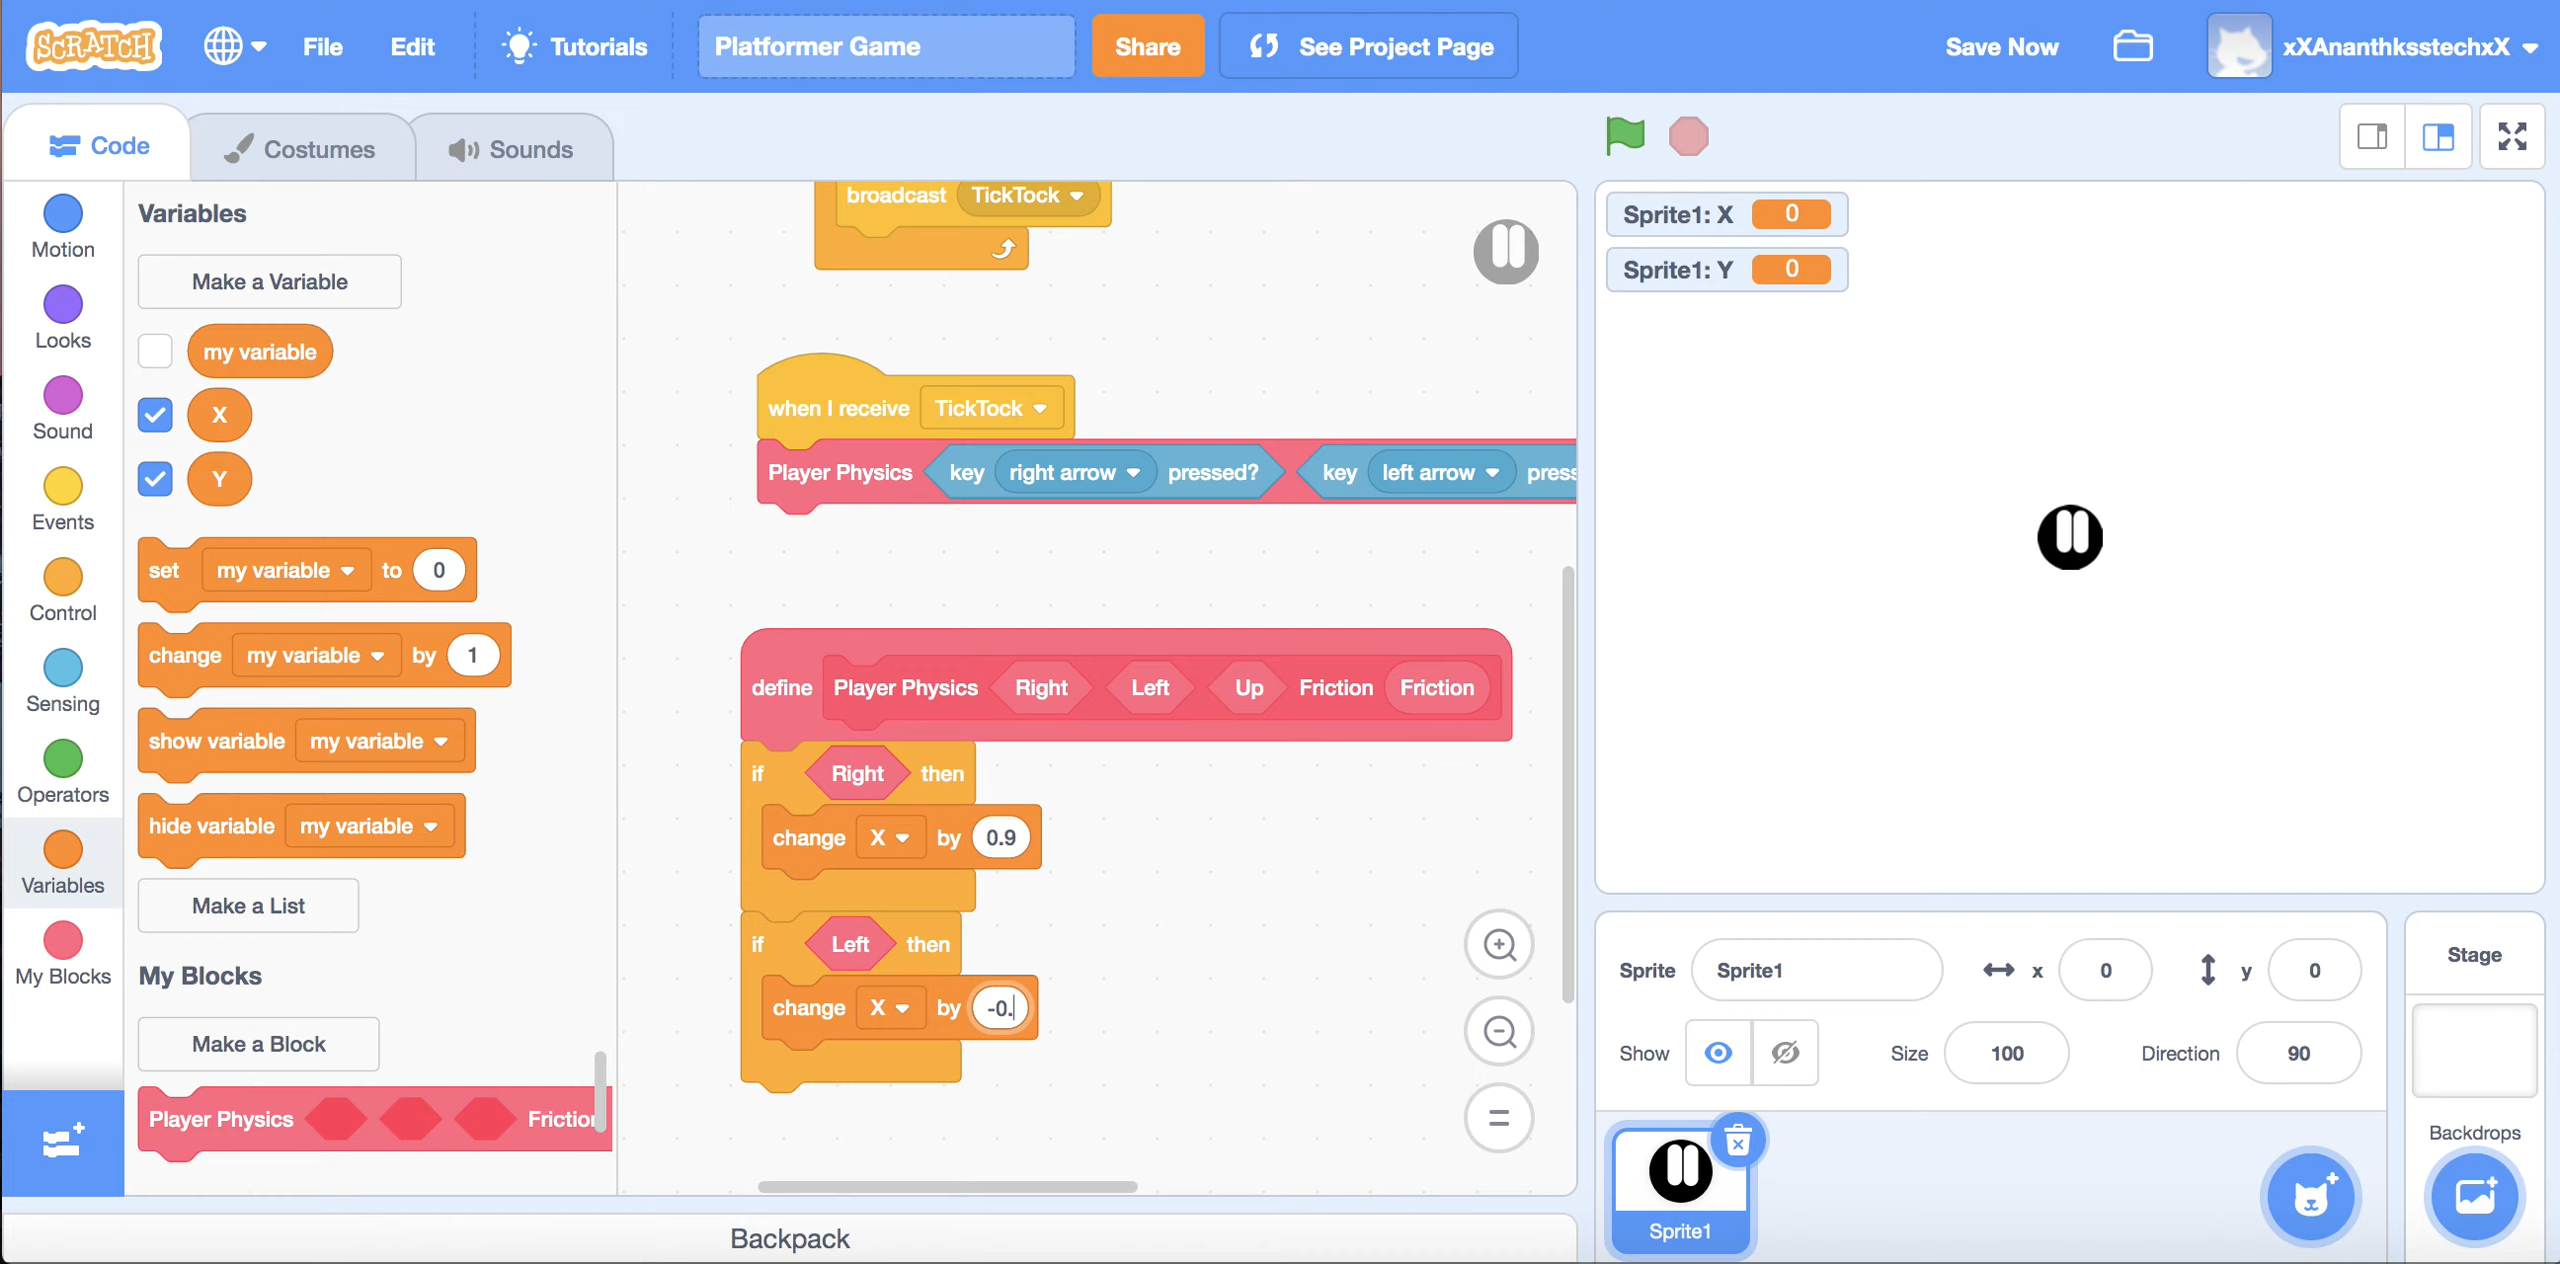 SCRATCH File Edit Tutorials Platformer Game Share See Project Page Save Now xXAnanthksstechxX
Code Costumes Sounds
Motion
Looks
Sound
Events
Control
Sensing
Operators
Variables
My Blocks
Variables
Make a Variable
my variable
X
Y
set my variable to 0
change my variable by 1
show variable my variable
hide variable my variable
Make a List
My Blocks
Make a Block
Player Physics Friction
broadcast TickTock
when I receive TickTock
Player Physics key right arrow pressed? key left arrow press
define Player Physics Right Left Up Friction Friction
if Right then
change X by 0.9
if Left then
change X by -0.
Backpack
Sprite1: X 0
Sprite1: Y 0
Sprite Sprite1 x 0 y 0
Show Size 100 Direction 90
Sprite1
Stage
Backdrops